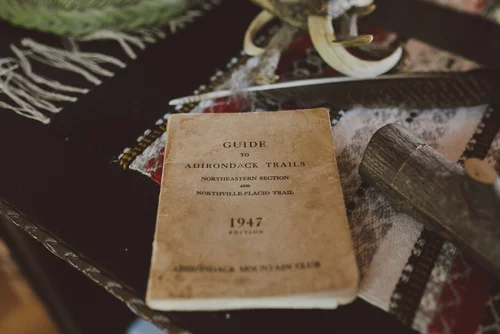 GUIDE
TO
ADIRONDACK TRAILS
NORTHEASTERN SECTION
AND
NORTHVILLE-PLACID TRAIL
1947
EDITION
ADIRONDACK MOUNTAIN CLUB